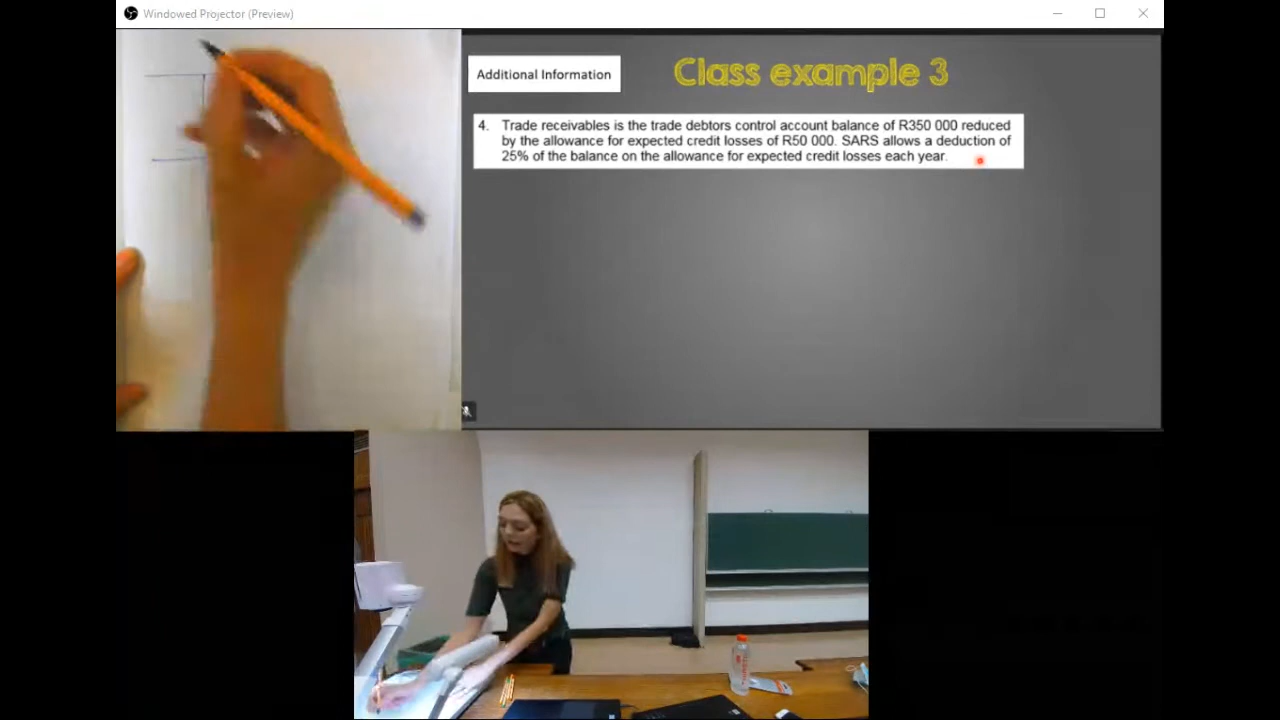 Windowed Projector (Preview)
Additional Information
Class example 3
4. Trade receivables is the trade debtors control account balance of R350 000 reduced
by the allowance for expected credit losses of R50 000. SARS allows a deduction of
25% of the balance on the allowance for expected credit losses each year.